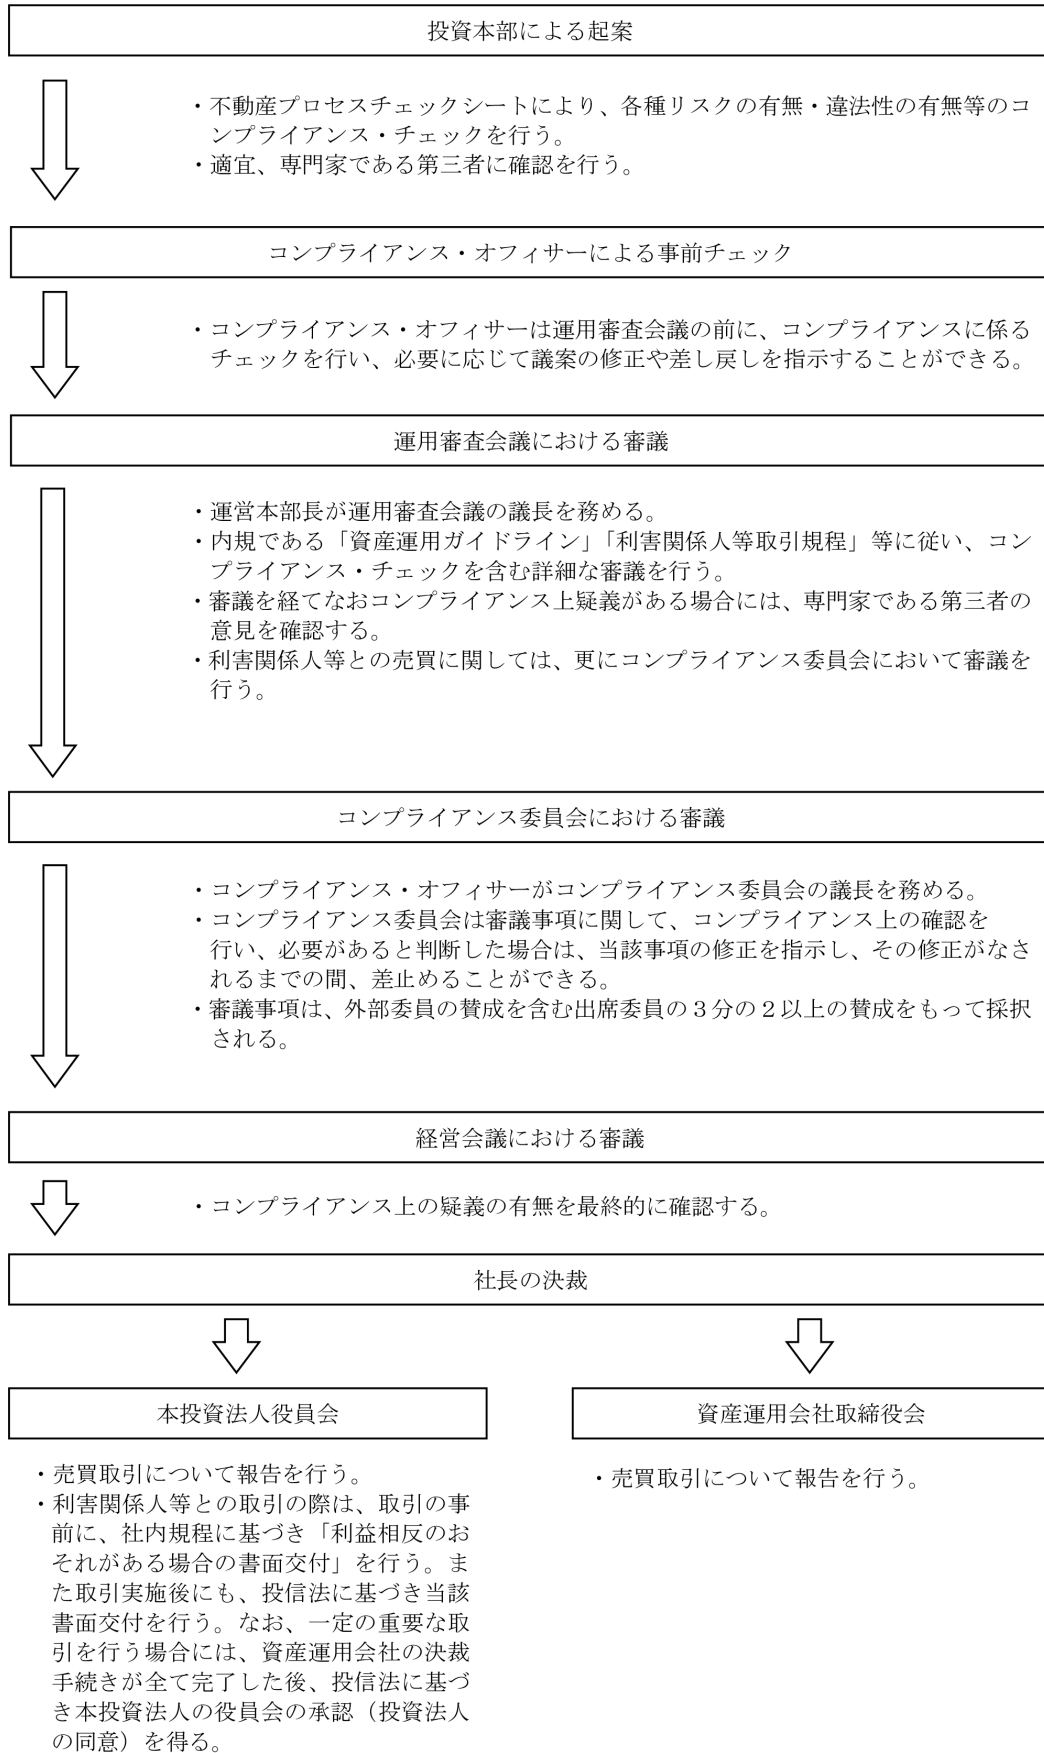 投資本部による起案
・不動産プロセスチェックシートにより、各種リスクの有無・違法性の有無等のコ
ンプライアンス・チェックを行う。
・適宜、専門家である第三者に確認を行う。
コンプライアンス・オフィサーによる事前チェック
・コンプライアンス・オフィサーは運用審査会議の前に、コンプライアンスに係る
チェックを行い、必要に応じて議案の修正や差し戻しを指示することができる。
運用審査会議における審議
・運営本部長が運用審査会議の議長を務める。
・内規である「資産運用ガイドライン」「利害関係人等取引規程」等に従い、コン
プライアンス・チェックを含む詳細な審議を行う。
・審議を経てなおコンプライアンス上疑義がある場合には、専門家である第三者の
意見を確認する。
・利害関係人等との売買に関しては、更にコンプライアンス委員会において審議を
行う。
コンプライアンス委員会における審議
・コンプライアンス・オフィサーがコンプライアンス委員会の議長を務める。
・コンプライアンス委員会は審議事項に関して、コンプライアンス上の確認を
行い、必要があると判断した場合は、当該事項の修正を指示し、その修正がなさ
れるまでの間、差止めることができる。
・審議事項は、外部委員の賛成を含む出席委員の３分の２以上の賛成をもって採択
される。
経営会議における審議
・コンプライアンス上の疑義の有無を最終的に確認する。
社長の決裁
本投資法人役員会
・売買取引について報告を行う。
・利害関係人等との取引の際は、取引の事
前に、社内規程に基づき「利益相反のお
それがある場合の書面交付」を行う。ま
た取引実施後にも、投信法に基づき当該
書面交付を行う。なお、一定の重要な取
引を行う場合には、資産運用会社の決裁
手続きが全て完了した後、投信法に基づ
き本投資法人の役員会の承認（投資法人
の同意）を得る。
資産運用会社取締役会
・売買取引について報告を行う。